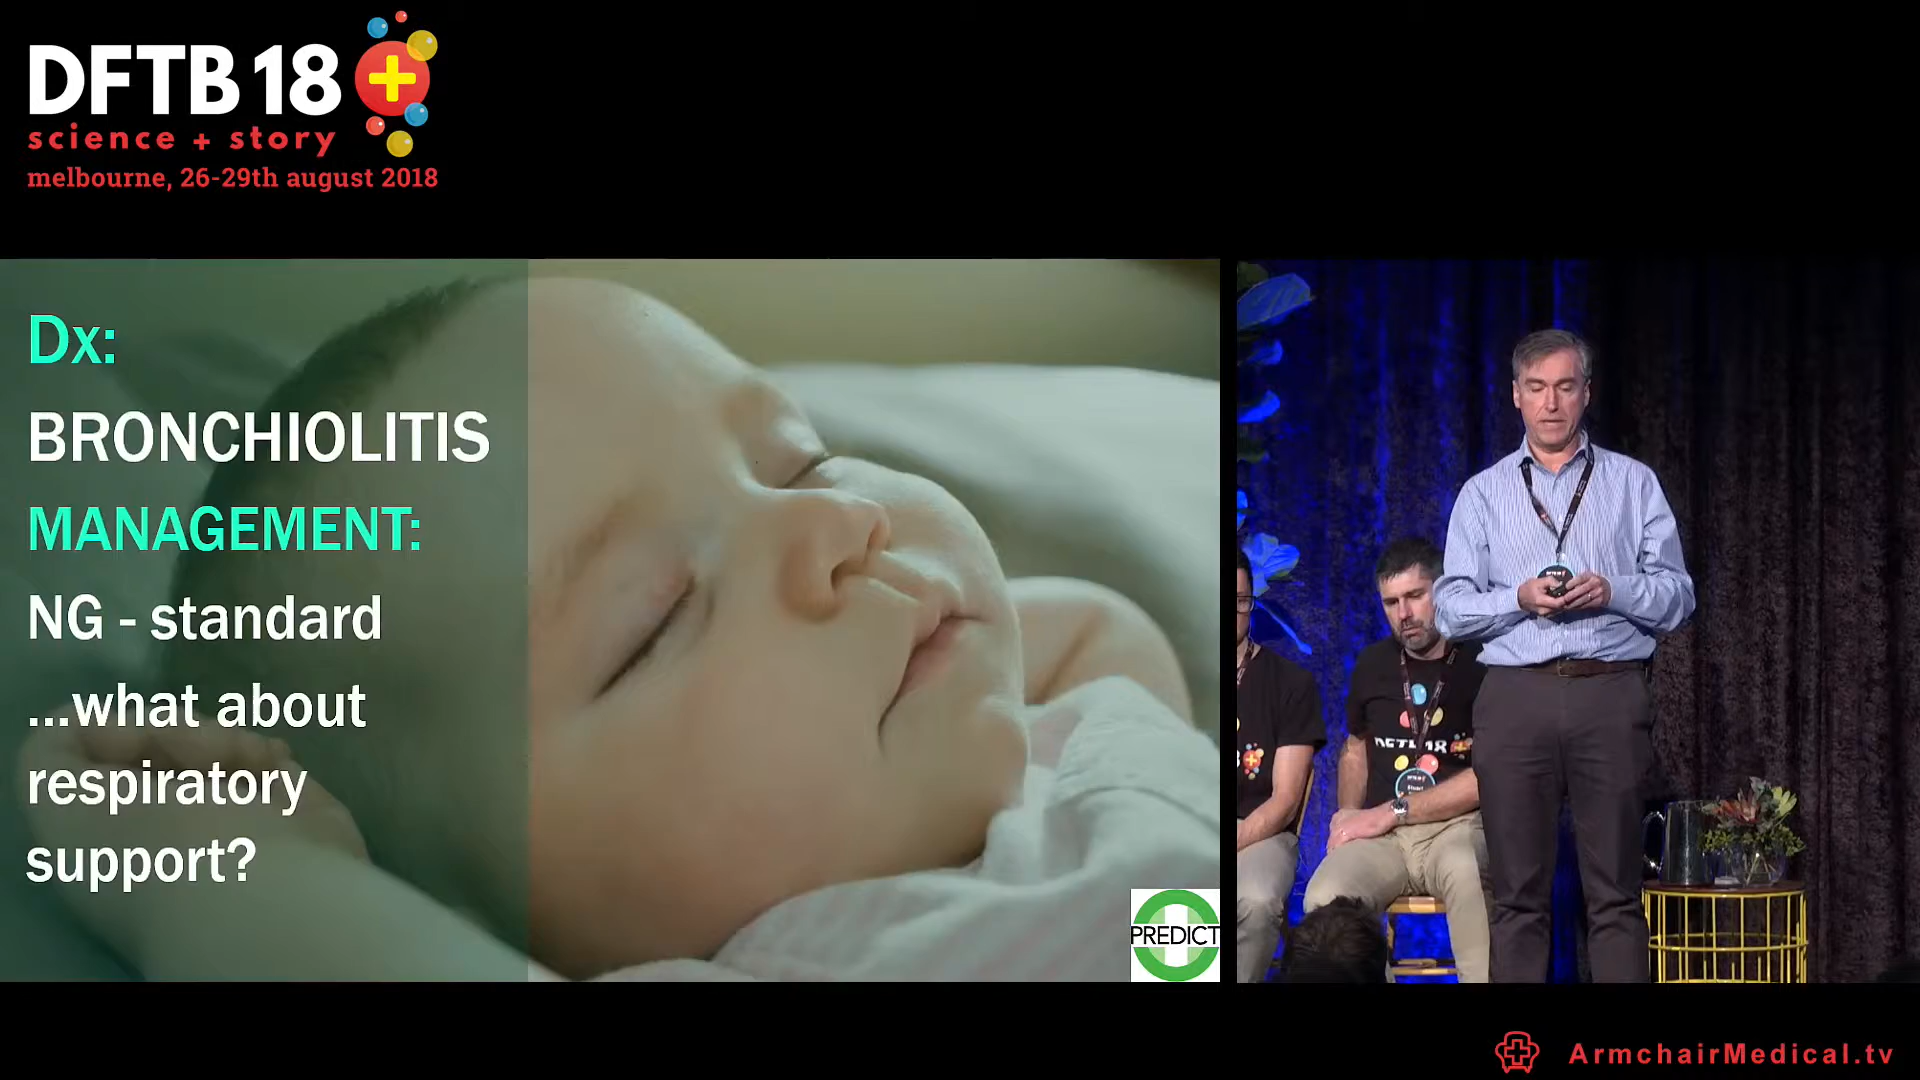 DFTB 18
science + story
melbourne, 26-29th august 2018
Dx:
BRONCHIOLITIS
MANAGEMENT:
NG - standard
...what about
respiratory
support?
PREDICT
DFTB18
ArmchairMedical.tv